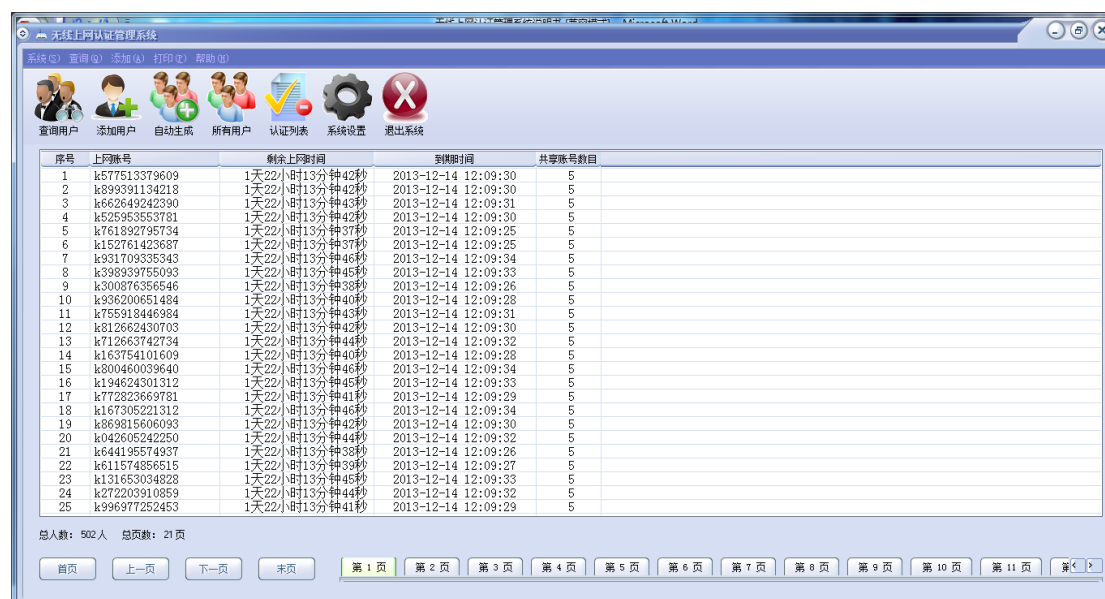 无线上网认证管理系统说明书 [兼容模式] - Microsoft Word
无线上网认证管理系统
系统(S) 查询(Q) 添加(A) 打印(P) 帮助(H)
查询用户 添加用户 自动生成 所有用户 认证列表 系统设置 退出系统
序号 上网账号 剩余上网时间 到期时间 共享账号数目
1 k577513379609 1天22小时13分钟42秒 2013-12-14 12:09:30 5
2 k899391134218 1天22小时13分钟42秒 2013-12-14 12:09:30 5
3 k662649242390 1天22小时13分钟43秒 2013-12-14 12:09:31 5
4 k525953553781 1天22小时13分钟42秒 2013-12-14 12:09:30 5
5 k761892795734 1天22小时13分钟37秒 2013-12-14 12:09:25 5
6 k152761423687 1天22小时13分钟37秒 2013-12-14 12:09:25 5
7 k931709335343 1天22小时13分钟46秒 2013-12-14 12:09:34 5
8 k398939755093 1天22小时13分钟45秒 2013-12-14 12:09:33 5
9 k300876356546 1天22小时13分钟38秒 2013-12-14 12:09:26 5
10 k936200651484 1天22小时13分钟40秒 2013-12-14 12:09:28 5
11 k755918446984 1天22小时13分钟43秒 2013-12-14 12:09:31 5
12 k812662430703 1天22小时13分钟42秒 2013-12-14 12:09:30 5
13 k712663742734 1天22小时13分钟44秒 2013-12-14 12:09:32 5
14 k163754101609 1天22小时13分钟40秒 2013-12-14 12:09:28 5
15 k800460039640 1天22小时13分钟46秒 2013-12-14 12:09:34 5
16 k194624301312 1天22小时13分钟45秒 2013-12-14 12:09:33 5
17 k772823669781 1天22小时13分钟41秒 2013-12-14 12:09:29 5
18 k167305221312 1天22小时13分钟46秒 2013-12-14 12:09:34 5
19 k869815606093 1天22小时13分钟42秒 2013-12-14 12:09:30 5
20 k042605242250 1天22小时13分钟44秒 2013-12-14 12:09:32 5
21 k644195574937 1天22小时13分钟38秒 2013-12-14 12:09:26 5
22 k611574856515 1天22小时13分钟39秒 2013-12-14 12:09:27 5
23 k131653034828 1天22小时13分钟45秒 2013-12-14 12:09:33 5
24 k272203910859 1天22小时13分钟44秒 2013-12-14 12:09:32 5
25 k996977252453 1天22小时13分钟41秒 2013-12-14 12:09:29 5
总人数: 502人 总页数: 21页
首页 上一页 下一页 末页 第 1 页 第 2 页 第 3 页 第 4 页 第 5 页 第 6 页 第 7 页 第 8 页 第 9 页 第 10 页 第 11 页 第